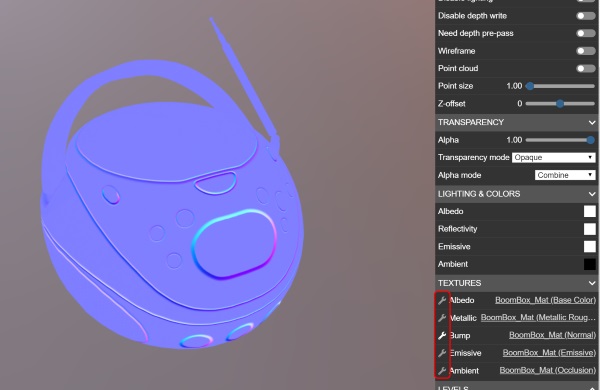 Disable lighting
Disable depth write
Need depth pre-pass
Wireframe
Point cloud
Point size 1.00
Z-offset 0
TRANSPARENCY
Alpha 1.00
Transparency mode Opaque
Alpha mode Combine
LIGHTING & COLORS
Albedo
Reflectivity
Emissive
Ambient
TEXTURES
Albedo BoomBox_Mat (Base Color)
Metallic BoomBox_Mat (Metallic Roug...
Bump BoomBox_Mat (Normal)
Emissive BoomBox_Mat (Emissive)
Ambient BoomBox_Mat (Occlusion)
LEVELS